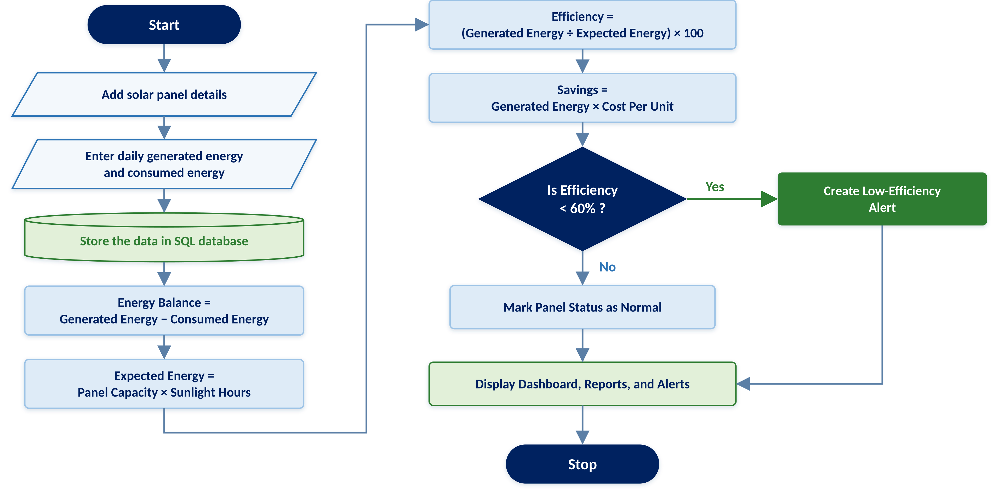 Start
Add solar panel details
Enter daily generated energy
and consumed energy
Store the data in SQL database
Energy Balance =
Generated Energy − Consumed Energy
Expected Energy =
Panel Capacity × Sunlight Hours
Efficiency =
(Generated Energy ÷ Expected Energy) × 100
Savings =
Generated Energy × Cost Per Unit
Is Efficiency
< 60% ?
Yes
Create Low-Efficiency
Alert
No
Mark Panel Status as Normal
Display Dashboard, Reports, and Alerts
Stop